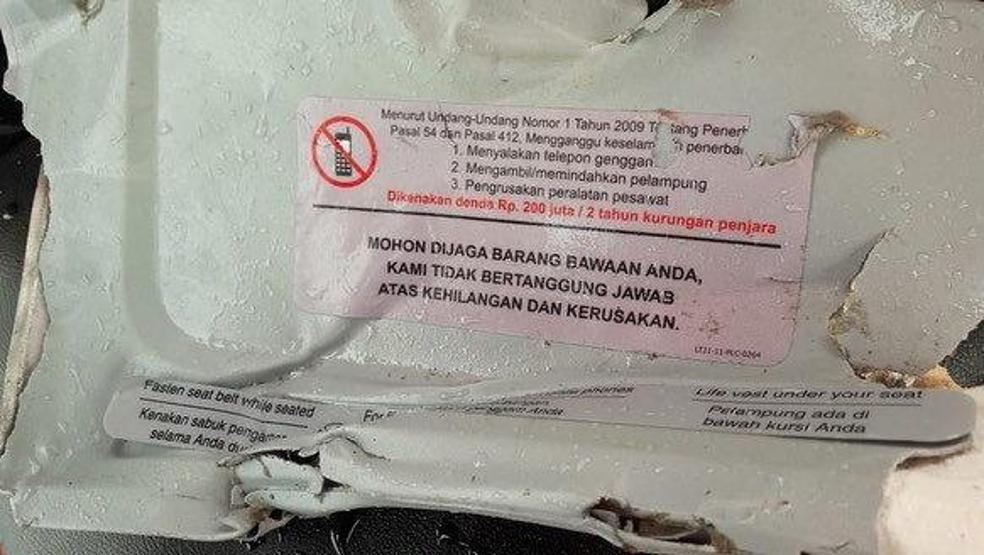 Menurut Undang-Undang Nomor 1 Tahun 2009
Pasal 54 dan Pasal 412, Mengganggu
1. Menyalakan telepon
2. Mengambil/memindahkan pelampung
3. Pengrusakan peralatan pesawat
Dikenakan denda Rp. 200 juta / 2 tahun kurungan penjara
MOHON DIJAGA BARANG BAWAAN ANDA,
KAMI TIDAK BERTANGGUNG JAWAB
ATAS KEHILANGAN DAN KERUSAKAN.
Fasten seat belt while seated
Kenakan sabuk
selama Anda
For
phones
Anda
Life vest under your seat
Pelampung ada di
bawah kursi Anda